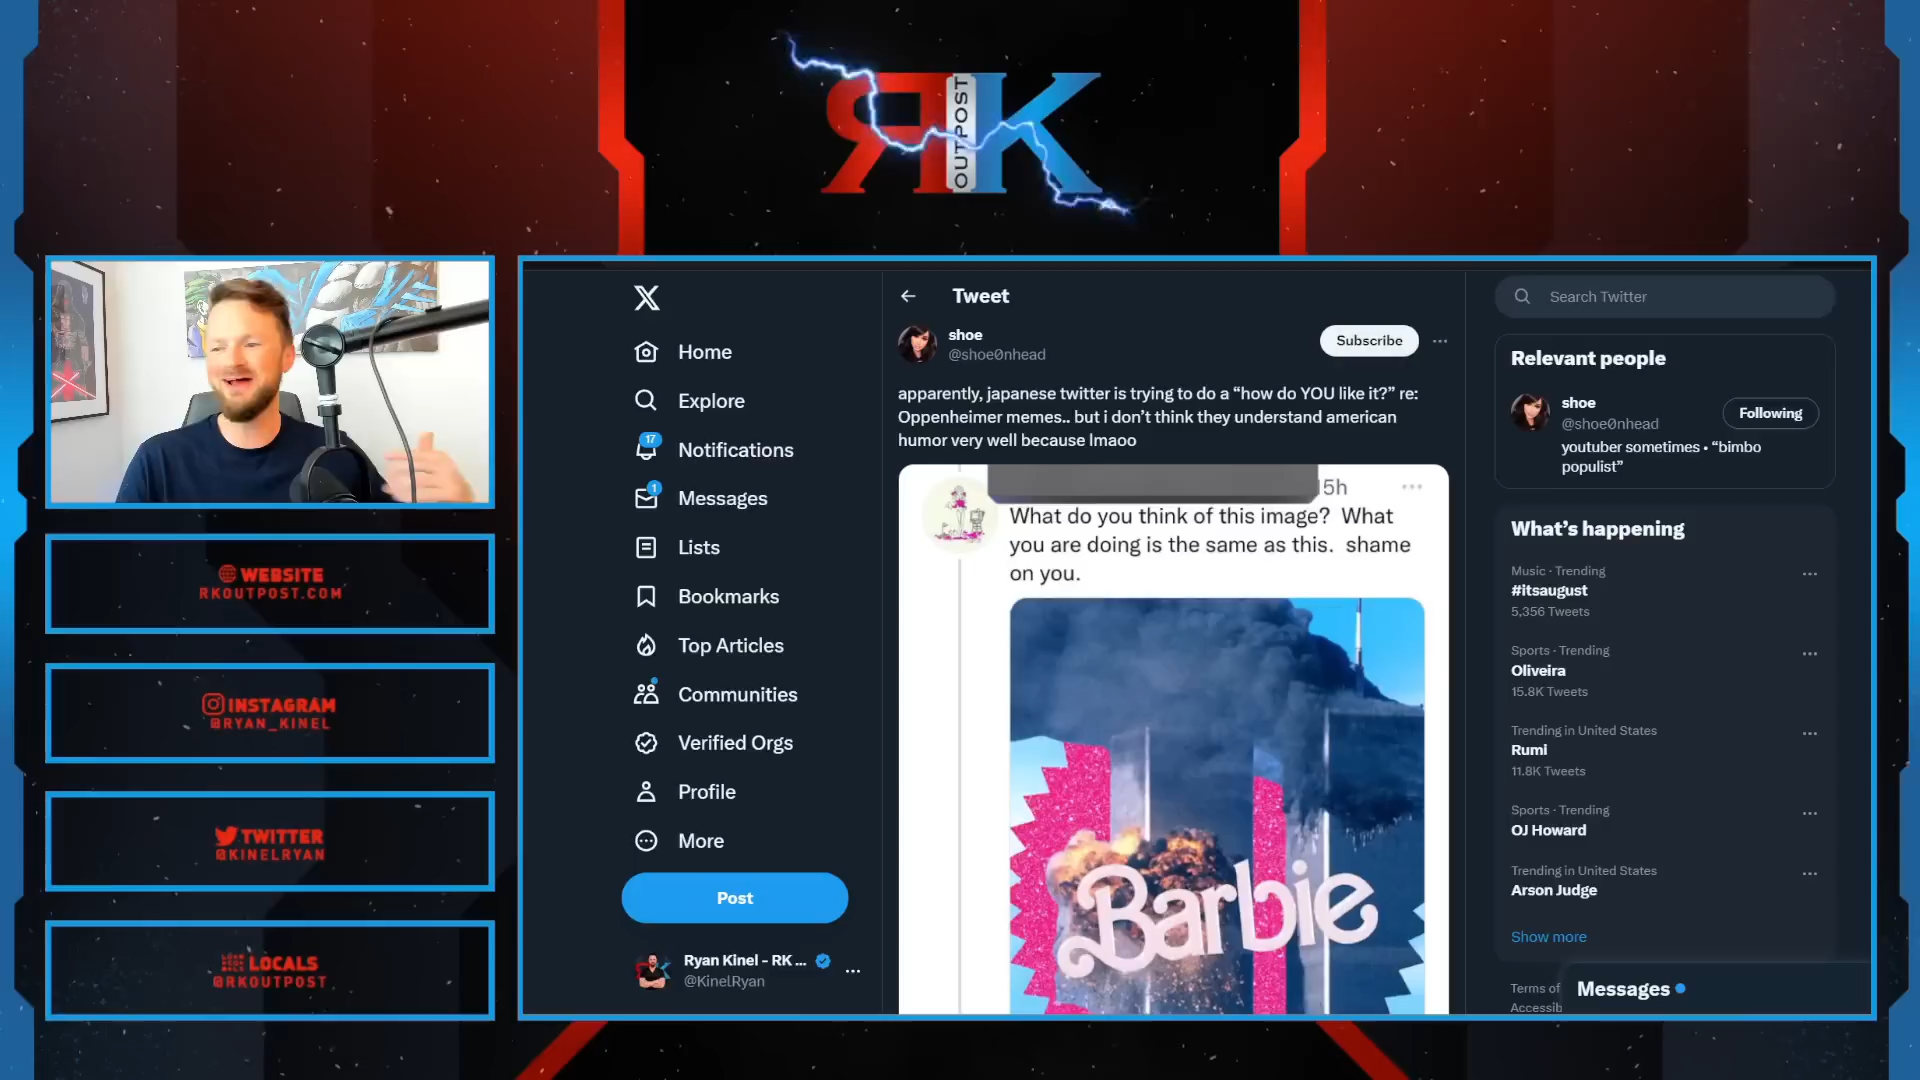 RK
OUTPOST
WEBSITE
RKOUTPOST.COM
INSTAGRAM
@RYAN_KINEL
TWITTER
@KINELRYAN
LOCALS
@RKOUTPOST
Home
Explore
17
Notifications
1
Messages
Lists
Bookmarks
Top Articles
Communities
Verified Orgs
Profile
More
Post
Ryan Kinel - RK ...
@KinelRyan
Tweet
shoe
@shoe0nhead
Subscribe
apparently, japanese twitter is trying to do a “how do YOU like it?” re:
Oppenheimer memes.. but i don’t think they understand american
humor very well because lmaoo
15h
What do you think of this image? What
you are doing is the same as this. shame
on you.
Barbie
Search Twitter
Relevant people
shoe
@shoe0nhead
Following
youtuber sometimes • “bimbo
populist”
What’s happening
Music · Trending
#itsaugust
5,356 Tweets
Sports · Trending
Oliveira
15.8K Tweets
Trending in United States
Rumi
11.8K Tweets
Sports · Trending
OJ Howard
Trending in United States
Arson Judge
Show more
Terms of
Accessib
Messages